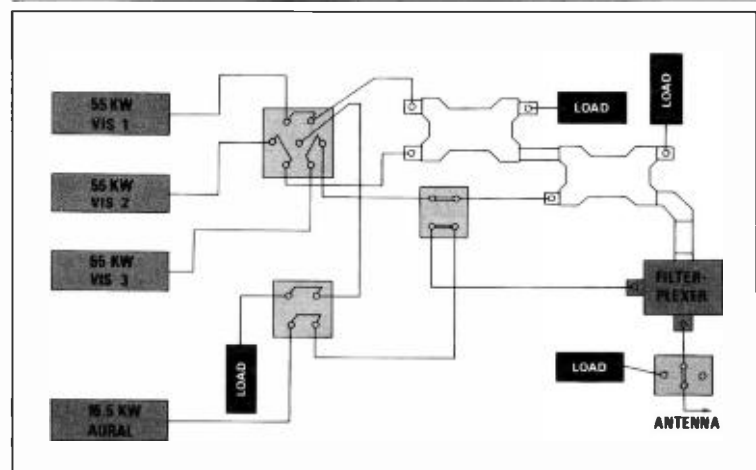 55 KW
VIS 1
LOAD
LOAD
55 KW
VIS 2
55 KW
VIS 3
FILTER-
PLEXER
LOAD
LOAD
16.5 KW
AURAL
ANTENNA